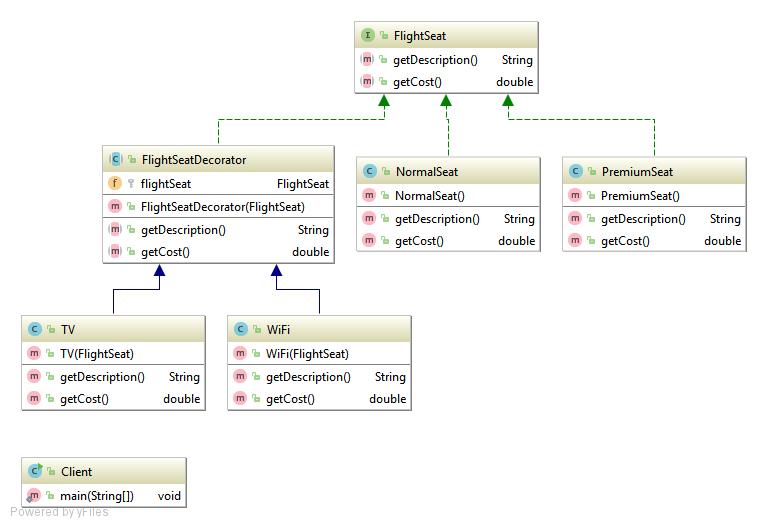 FlightSeat
getDescription() String
getCost() double
FlightSeatDecorator
flightSeat FlightSeat
FlightSeatDecorator(FlightSeat)
getDescription() String
getCost() double
NormalSeat
NormalSeat()
getDescription() String
getCost() double
PremiumSeat
PremiumSeat()
getDescription() String
getCost() double
TV
TV(FlightSeat)
getDescription() String
getCost() double
WiFi
WiFi(FlightSeat)
getDescription() String
getCost() double
Client
main(String[]) void
Powered by yFiles